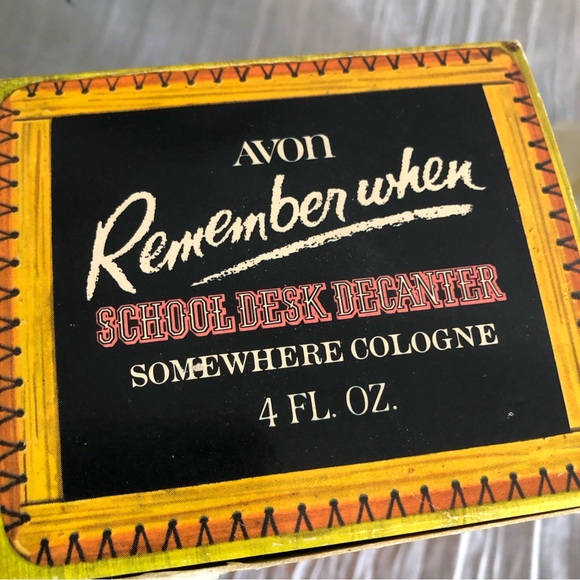 AVON
Remember when
SCHOOL DESK DECANTER
SOMEWHERE COLOGNE
4 FL. OZ.